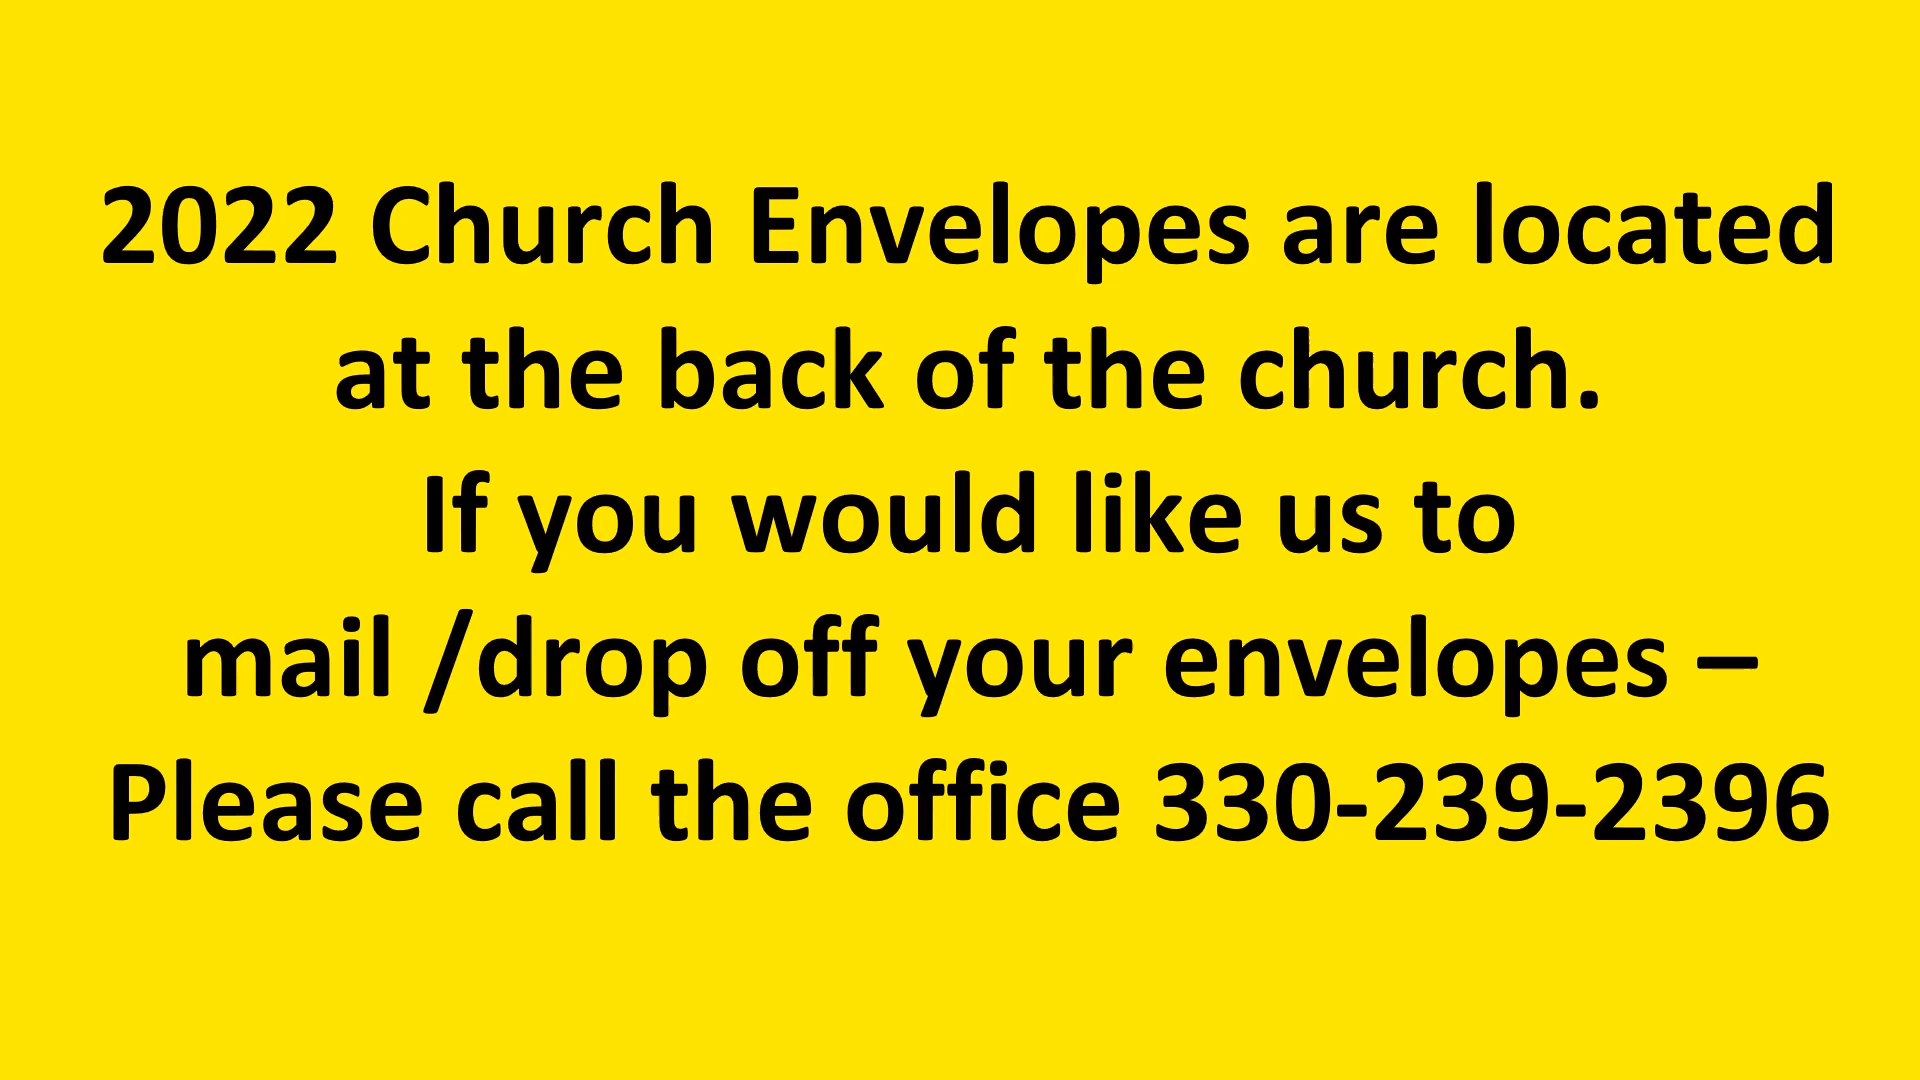 2022 Church Envelopes are located
at the back of the church.
If you would like us to
mail /drop off your envelopes –
Please call the office 330-239-2396